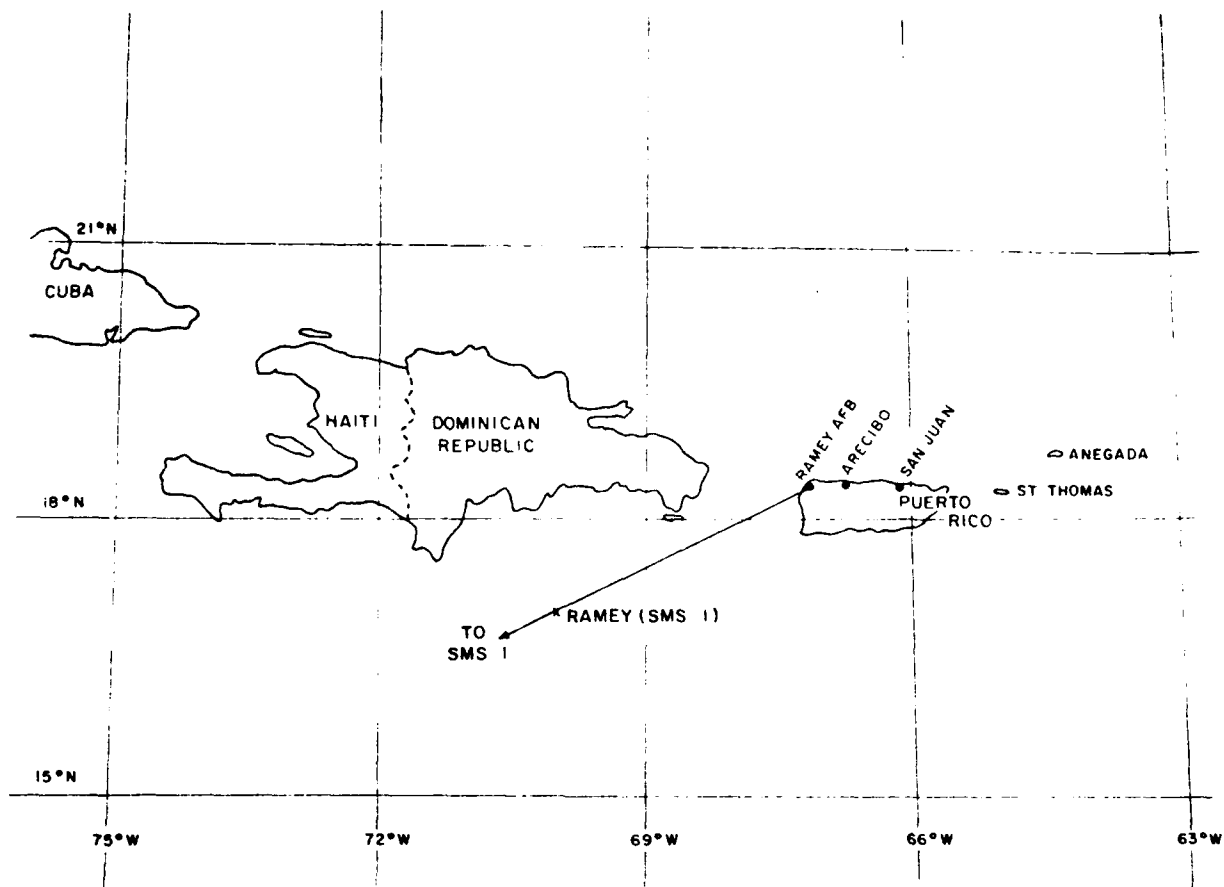 21°N
CUBA
HAITI
DOMINICAN
REPUBLIC
RAMEY AFB
ARECIBO
SAN JUAN
ANEGADA
ST THOMAS
PUERTO
RICO
18°N
RAMEY (SMS 1)
TO
SMS 1
15°N
75°W
72°W
69°W
66°W
63°W